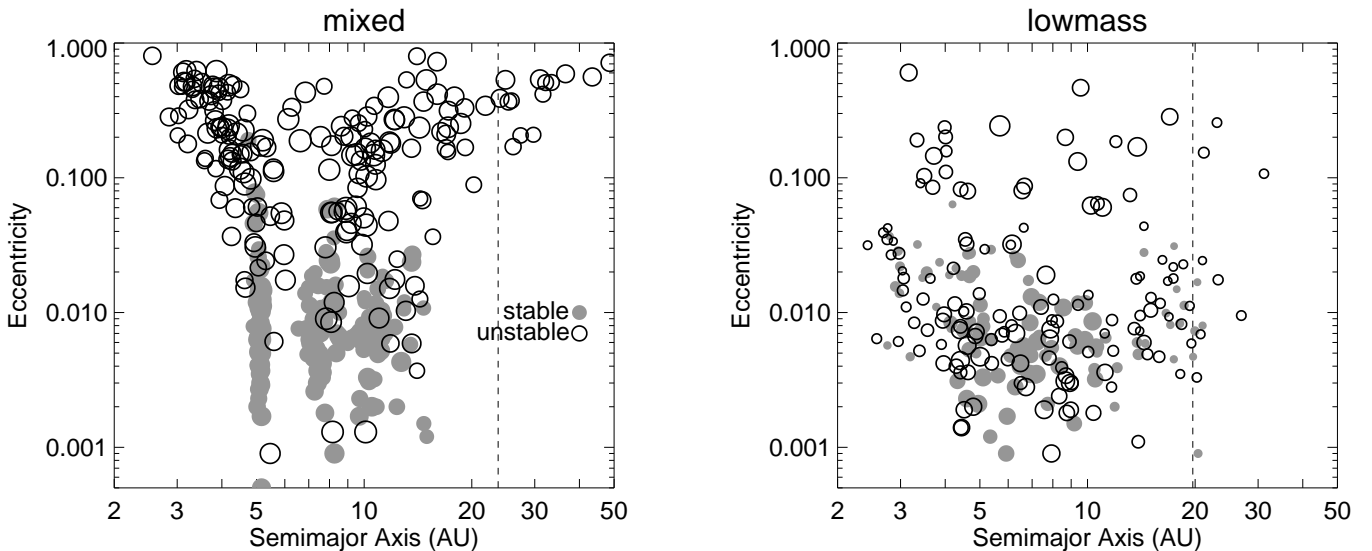 mixed
1.000
0.100
0.010
0.001
Eccentricity
2 3 5 10 20 50
Semimajor Axis (AU)
stable
unstable
lowmass
1.000
0.100
0.010
0.001
Eccentricity
2 3 5 10 20 50
Semimajor Axis (AU)